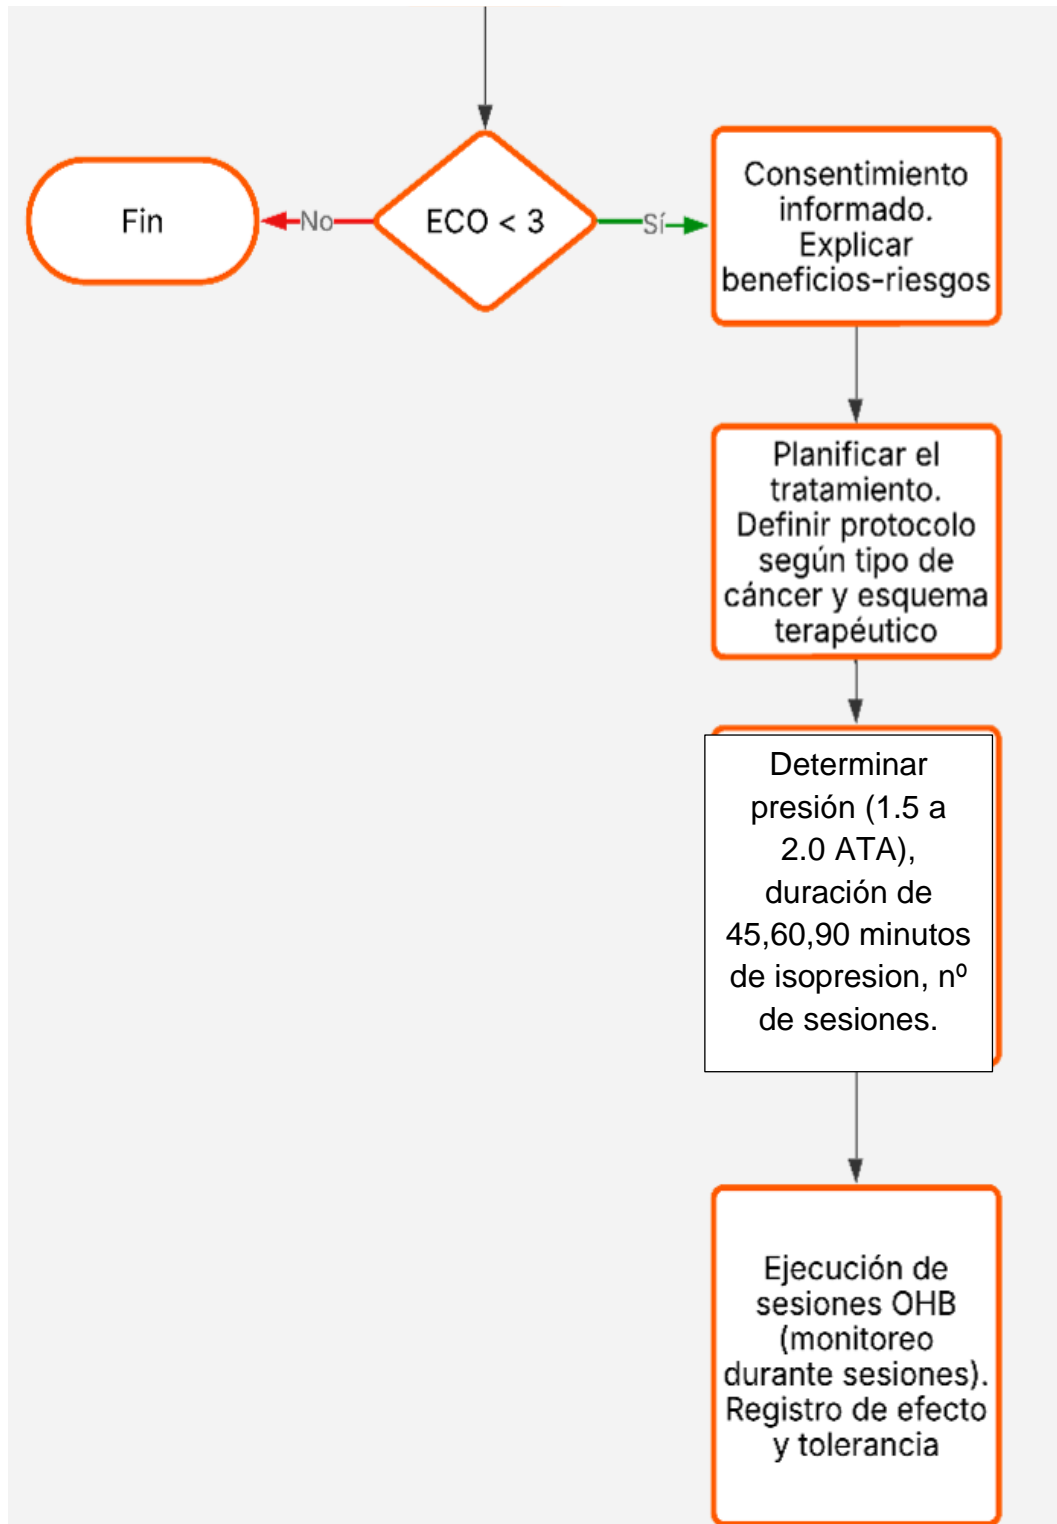 Fin
No
ECO < 3
Sí
Consentimiento
informado.
Explicar
beneficios-riesgos
Planificar el
tratamiento.
Definir protocolo
según tipo de
cáncer y esquema
terapéutico
Determinar
presión (1.5 a
2.0 ATA),
duración de
45,60,90 minutos
de isopresion, nº
de sesiones.
Ejecución de
sesiones OHB
(monitoreo
durante sesiones).
Registro de efecto
y tolerancia